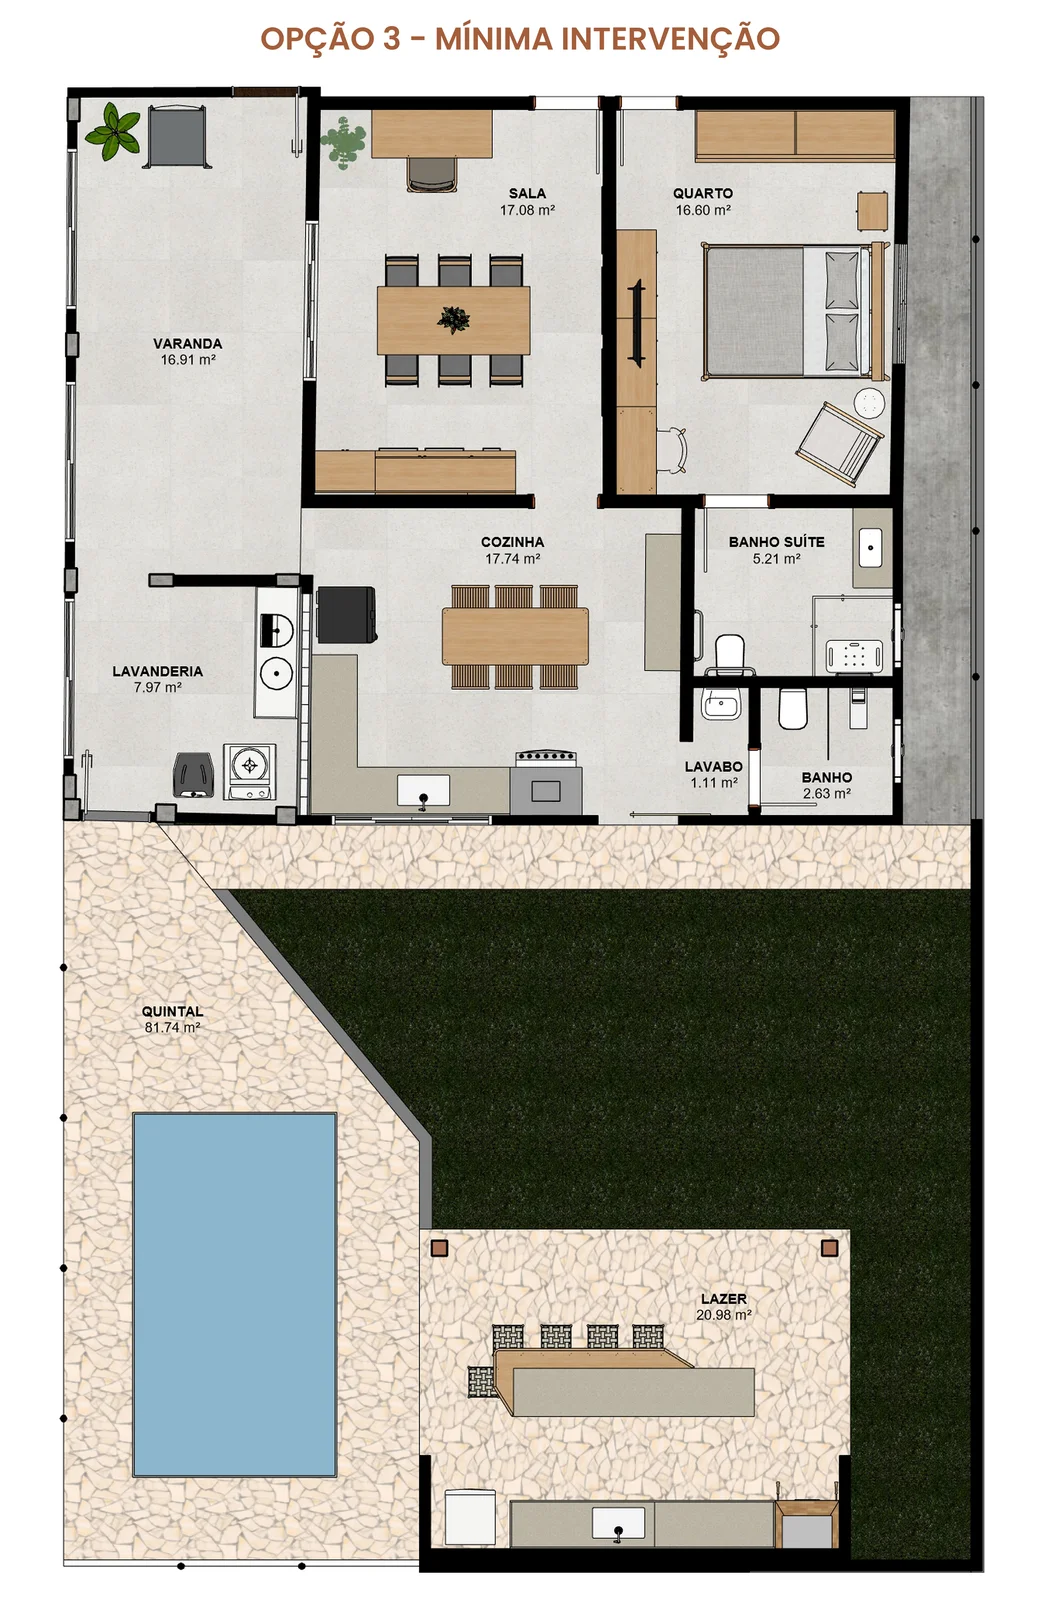 OPÇÃO 3 - MÍNIMA INTERVENÇÃO
SALA
17.08 m²
QUARTO
16.60 m²
VARANDA
16.91 m²
COZINHA
17.74 m²
BANHO SUÍTE
5.21 m²
LAVANDERIA
7.97 m²
LAVABO
1.11 m²
BANHO
2.63 m²
QUINTAL
81.74 m²
LAZER
20.98 m²